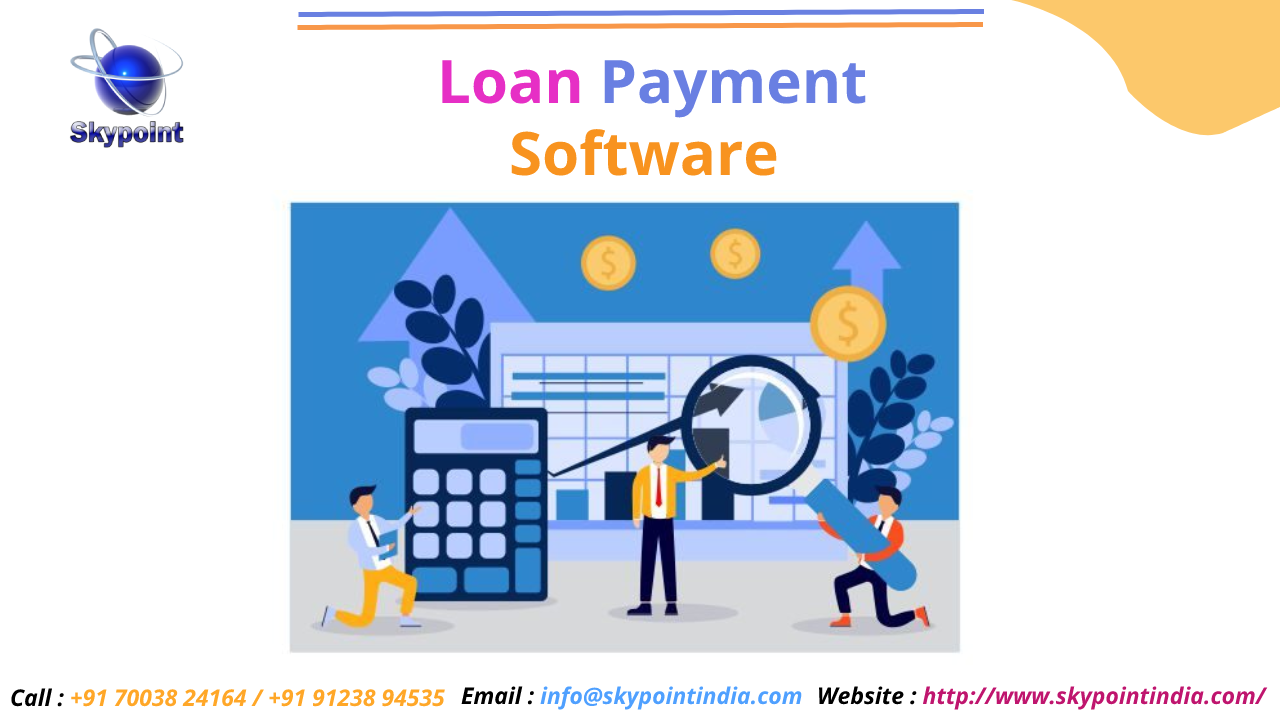 Skypoint
Loan Payment
Software
$
$
$
Call : +91 70038 24164 / +91 91238 94535
Email : info@skypointindia.com
Website : http://www.skypointindia.com/